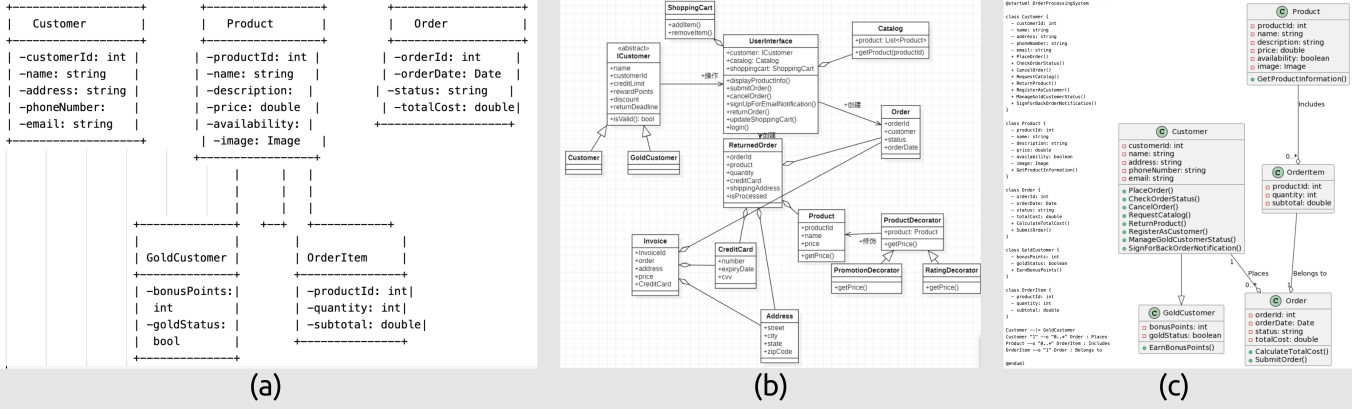 Customer
-customerId: int
-name: string
-address: string
-phoneNumber:
-email: string
Product
-productId: int
-name: string
-description:
-price: double
-availability:
-image: Image
Order
-orderId: int
-orderDate: Date
-status: string
-totalCost: double
GoldCustomer
-bonusPoints:
int
-goldStatus:
bool
OrderItem
-productId: int
-quantity: int
-subtotal: double
(a)
ShoppingCart
+addItem()
+removeItem()
«abstract»
ICustomer
+name
+customerId
+creditLimit
+rewardPoints
+discount
+returnDeadline
+isValid(): bool
+操作
UserInterface
+customer: ICustomer
+catalog: Catalog
+shoppingcart: ShoppingCart
+displayProductInfo()
+submitOrder()
+cancelOrder()
+signUpForEmailNotification()
+returnOrder()
+updateShoppingCart()
+login()
Catalog
+product: List<Product>
+getProduct(productId)
+创建
Order
+orderId
+customer
+status
+orderDate
Customer
GoldCustomer
创建
ReturnedOrder
+orderId
+product
+quantity
+creditCard
+shippingAddress
+isProcessed
Product
+productId
+name
+price
+getPrice()
+修饰
ProductDecorator
+product: Product
+getPrice()
PromotionDecorator
+getPrice()
RatingDecorator
+getPrice()
Invoice
+InvoiceId
+order
+address
+price
+CreditCard
CreditCard
+number
+expiryDate
+cvv
Address
+street
+city
+state
+zipCode
(b)
@startuml OrderProcessingSystem
class Customer {
- customerId: int
- name: string
- address: string
- phoneNumber: string
- email: string
+ PlaceOrder()
+ CheckOrderStatus()
+ CancelOrder()
+ RequestCatalog()
+ ReturnProduct()
+ RegisterAsCustomer()
+ ManageGoldCustomerStatus()
+ SignForBackOrderNotification()
}
class Product {
- productId: int
- name: string
- description: string
- price: double
- availability: boolean
- image: Image
+ GetProductInformation()
}
class Order {
- orderId: int
- orderDate: Date
- status: string
- totalCost: double
+ CalculateTotalCost()
+ SubmitOrder()
}
class GoldCustomer {
- bonusPoints: int
- goldStatus: boolean
+ EarnBonusPoints()
}
class OrderItem {
- productId: int
- quantity: int
- subtotal: double
}
Customer --|> GoldCustomer
Customer "1" --o "0..*" Order : Places
Product --o "0..*" OrderItem : Includes
OrderItem --o "1" Order : Belongs to
@enduml
C Product
productId: int
name: string
description: string
price: double
availability: boolean
image: Image
GetProductInformation()
Includes
0..*
C Customer
customerId: int
name: string
address: string
phoneNumber: string
email: string
PlaceOrder()
CheckOrderStatus()
CancelOrder()
RequestCatalog()
ReturnProduct()
RegisterAsCustomer()
ManageGoldCustomerStatus()
SignForBackOrderNotification()
C OrderItem
productId: int
quantity: int
subtotal: double
1
Places
0..*
Belongs to
1
C GoldCustomer
bonusPoints: int
goldStatus: boolean
EarnBonusPoints()
C Order
orderId: int
orderDate: Date
status: string
totalCost: double
CalculateTotalCost()
SubmitOrder()
(c)